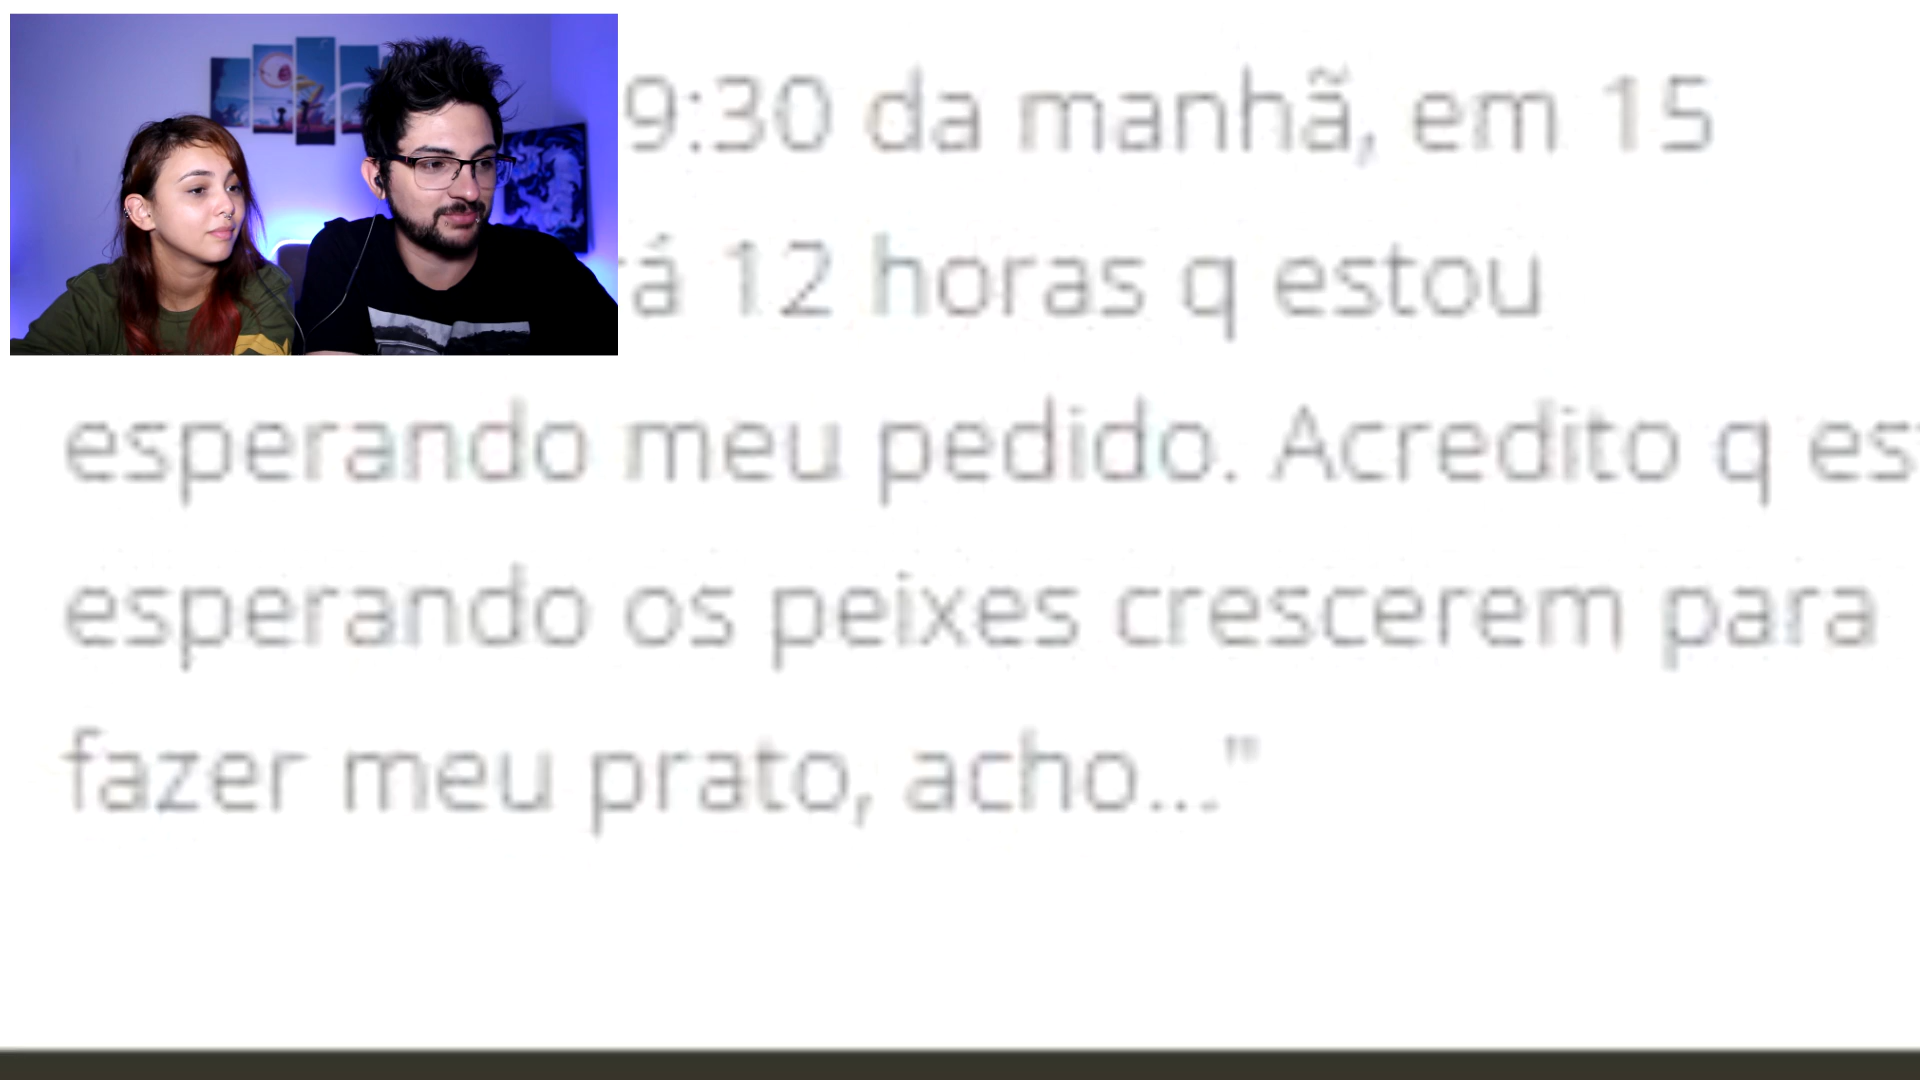 9:30 da manhã, em 15
á 12 horas q estou
esperando meu pedido. Acredito q
esperando os peixes crescerem para
fazer meu prato, acho..."